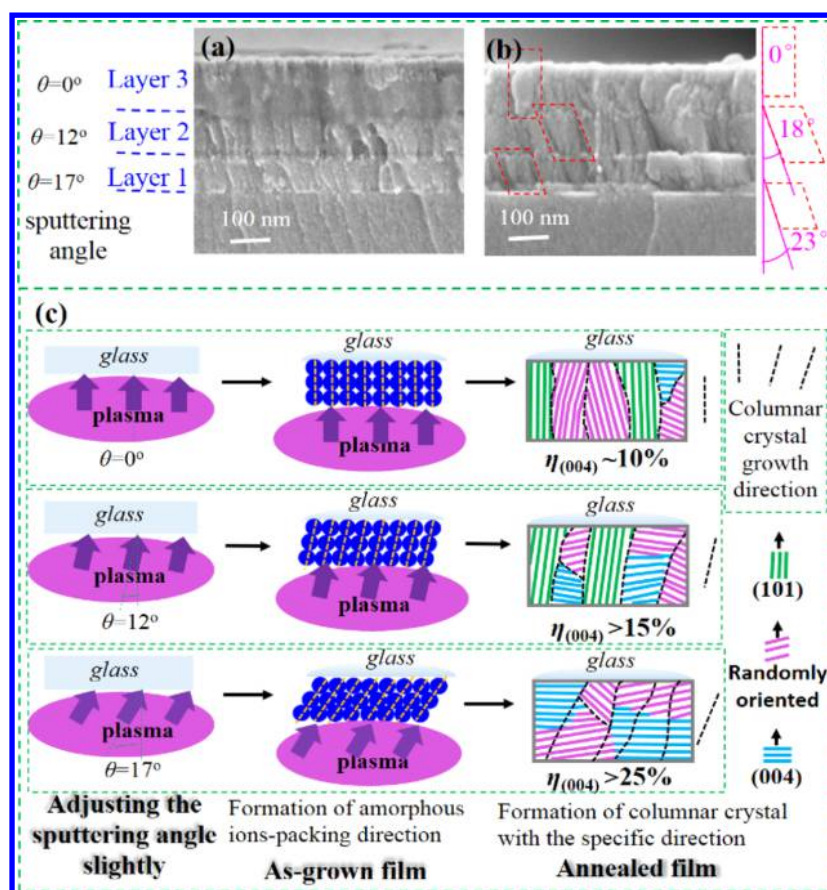 (a)
(b)
θ=0° Layer 3
θ=12° Layer 2
θ=17° Layer 1
sputtering
angle
100 nm
100 nm
0°
18°
23°
(c)
glass
plasma
θ=0°
glass
plasma
glass
η(004) ~10%
Columnar
crystal
growth
direction
glass
plasma
θ=12°
glass
plasma
glass
η(004) >15%
(101)
Randomly
oriented
(004)
glass
plasma
θ=17°
glass
plasma
glass
η(004) >25%
Adjusting the
sputtering angle
slightly
Formation of amorphous
ions-packing direction
As-grown film
Formation of columnar crystal
with the specific direction
Annealed film